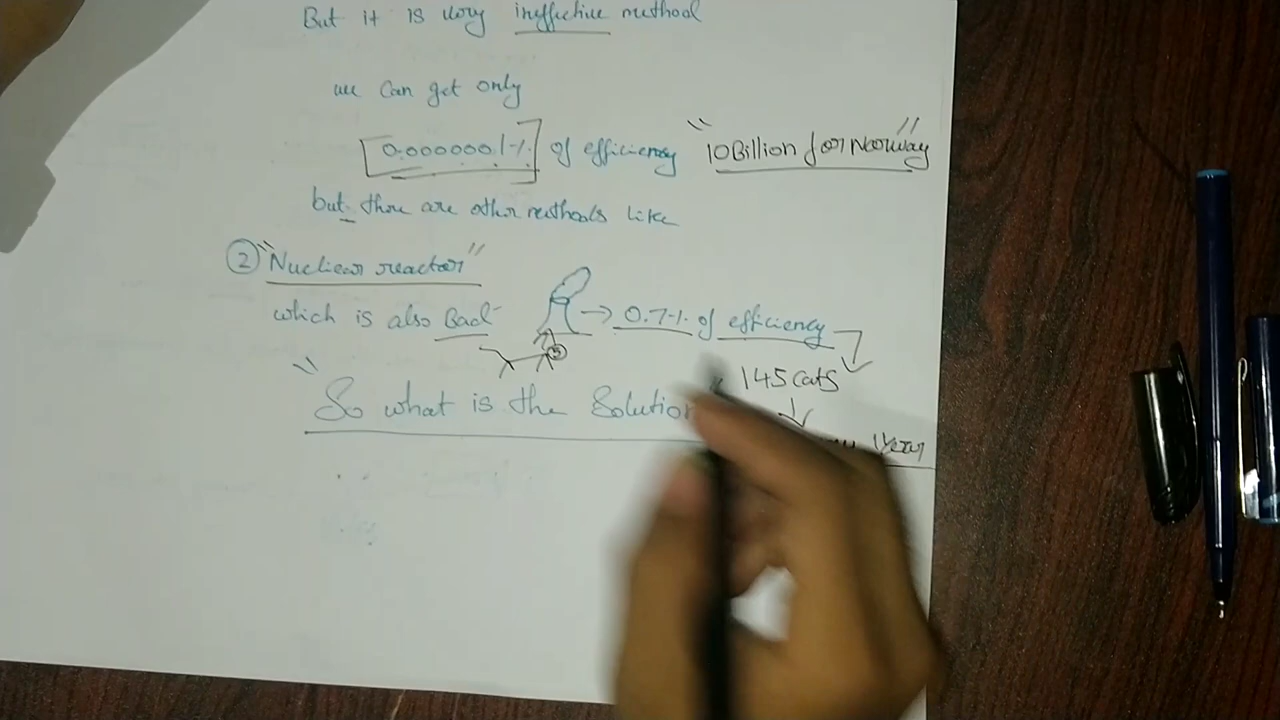 But it is very ineffective method
we can get only
0.0000001% of efficiency "10Billion for Norway"
but there are other methods like
② "Nuclear reactor"
which is also Bad → 0.7% of efficiency
145 cats
"So what is the Solution
1year